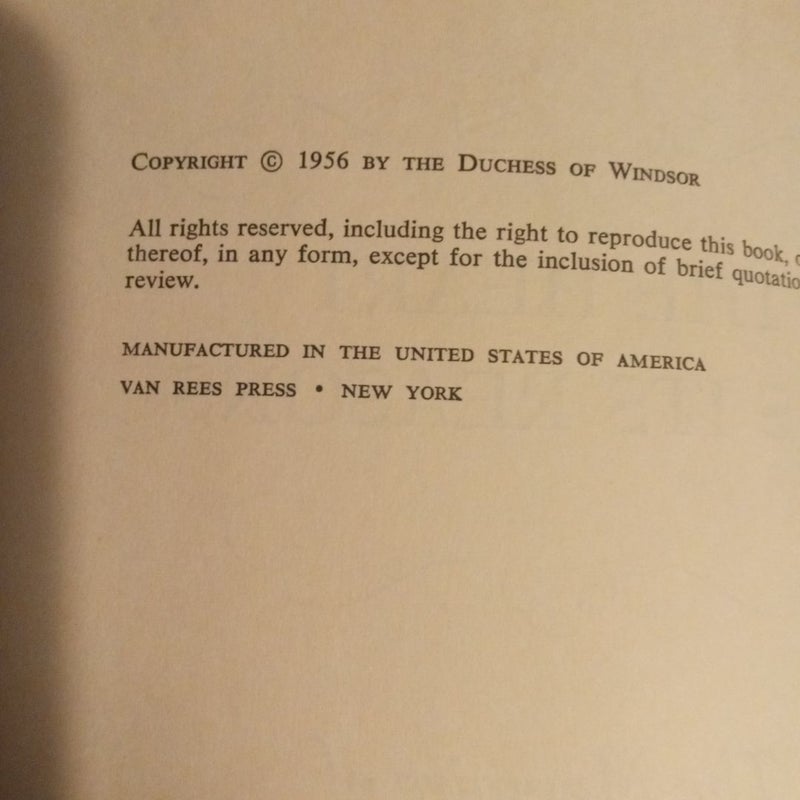 COPYRIGHT © 1956 BY THE DUCHESS OF WINDSOR
All rights reserved, including the right to reproduce this book,
thereof, in any form, except for the inclusion of brief
review.
MANUFACTURED IN THE UNITED STATES OF AMERICA
VAN REES PRESS • NEW YORK